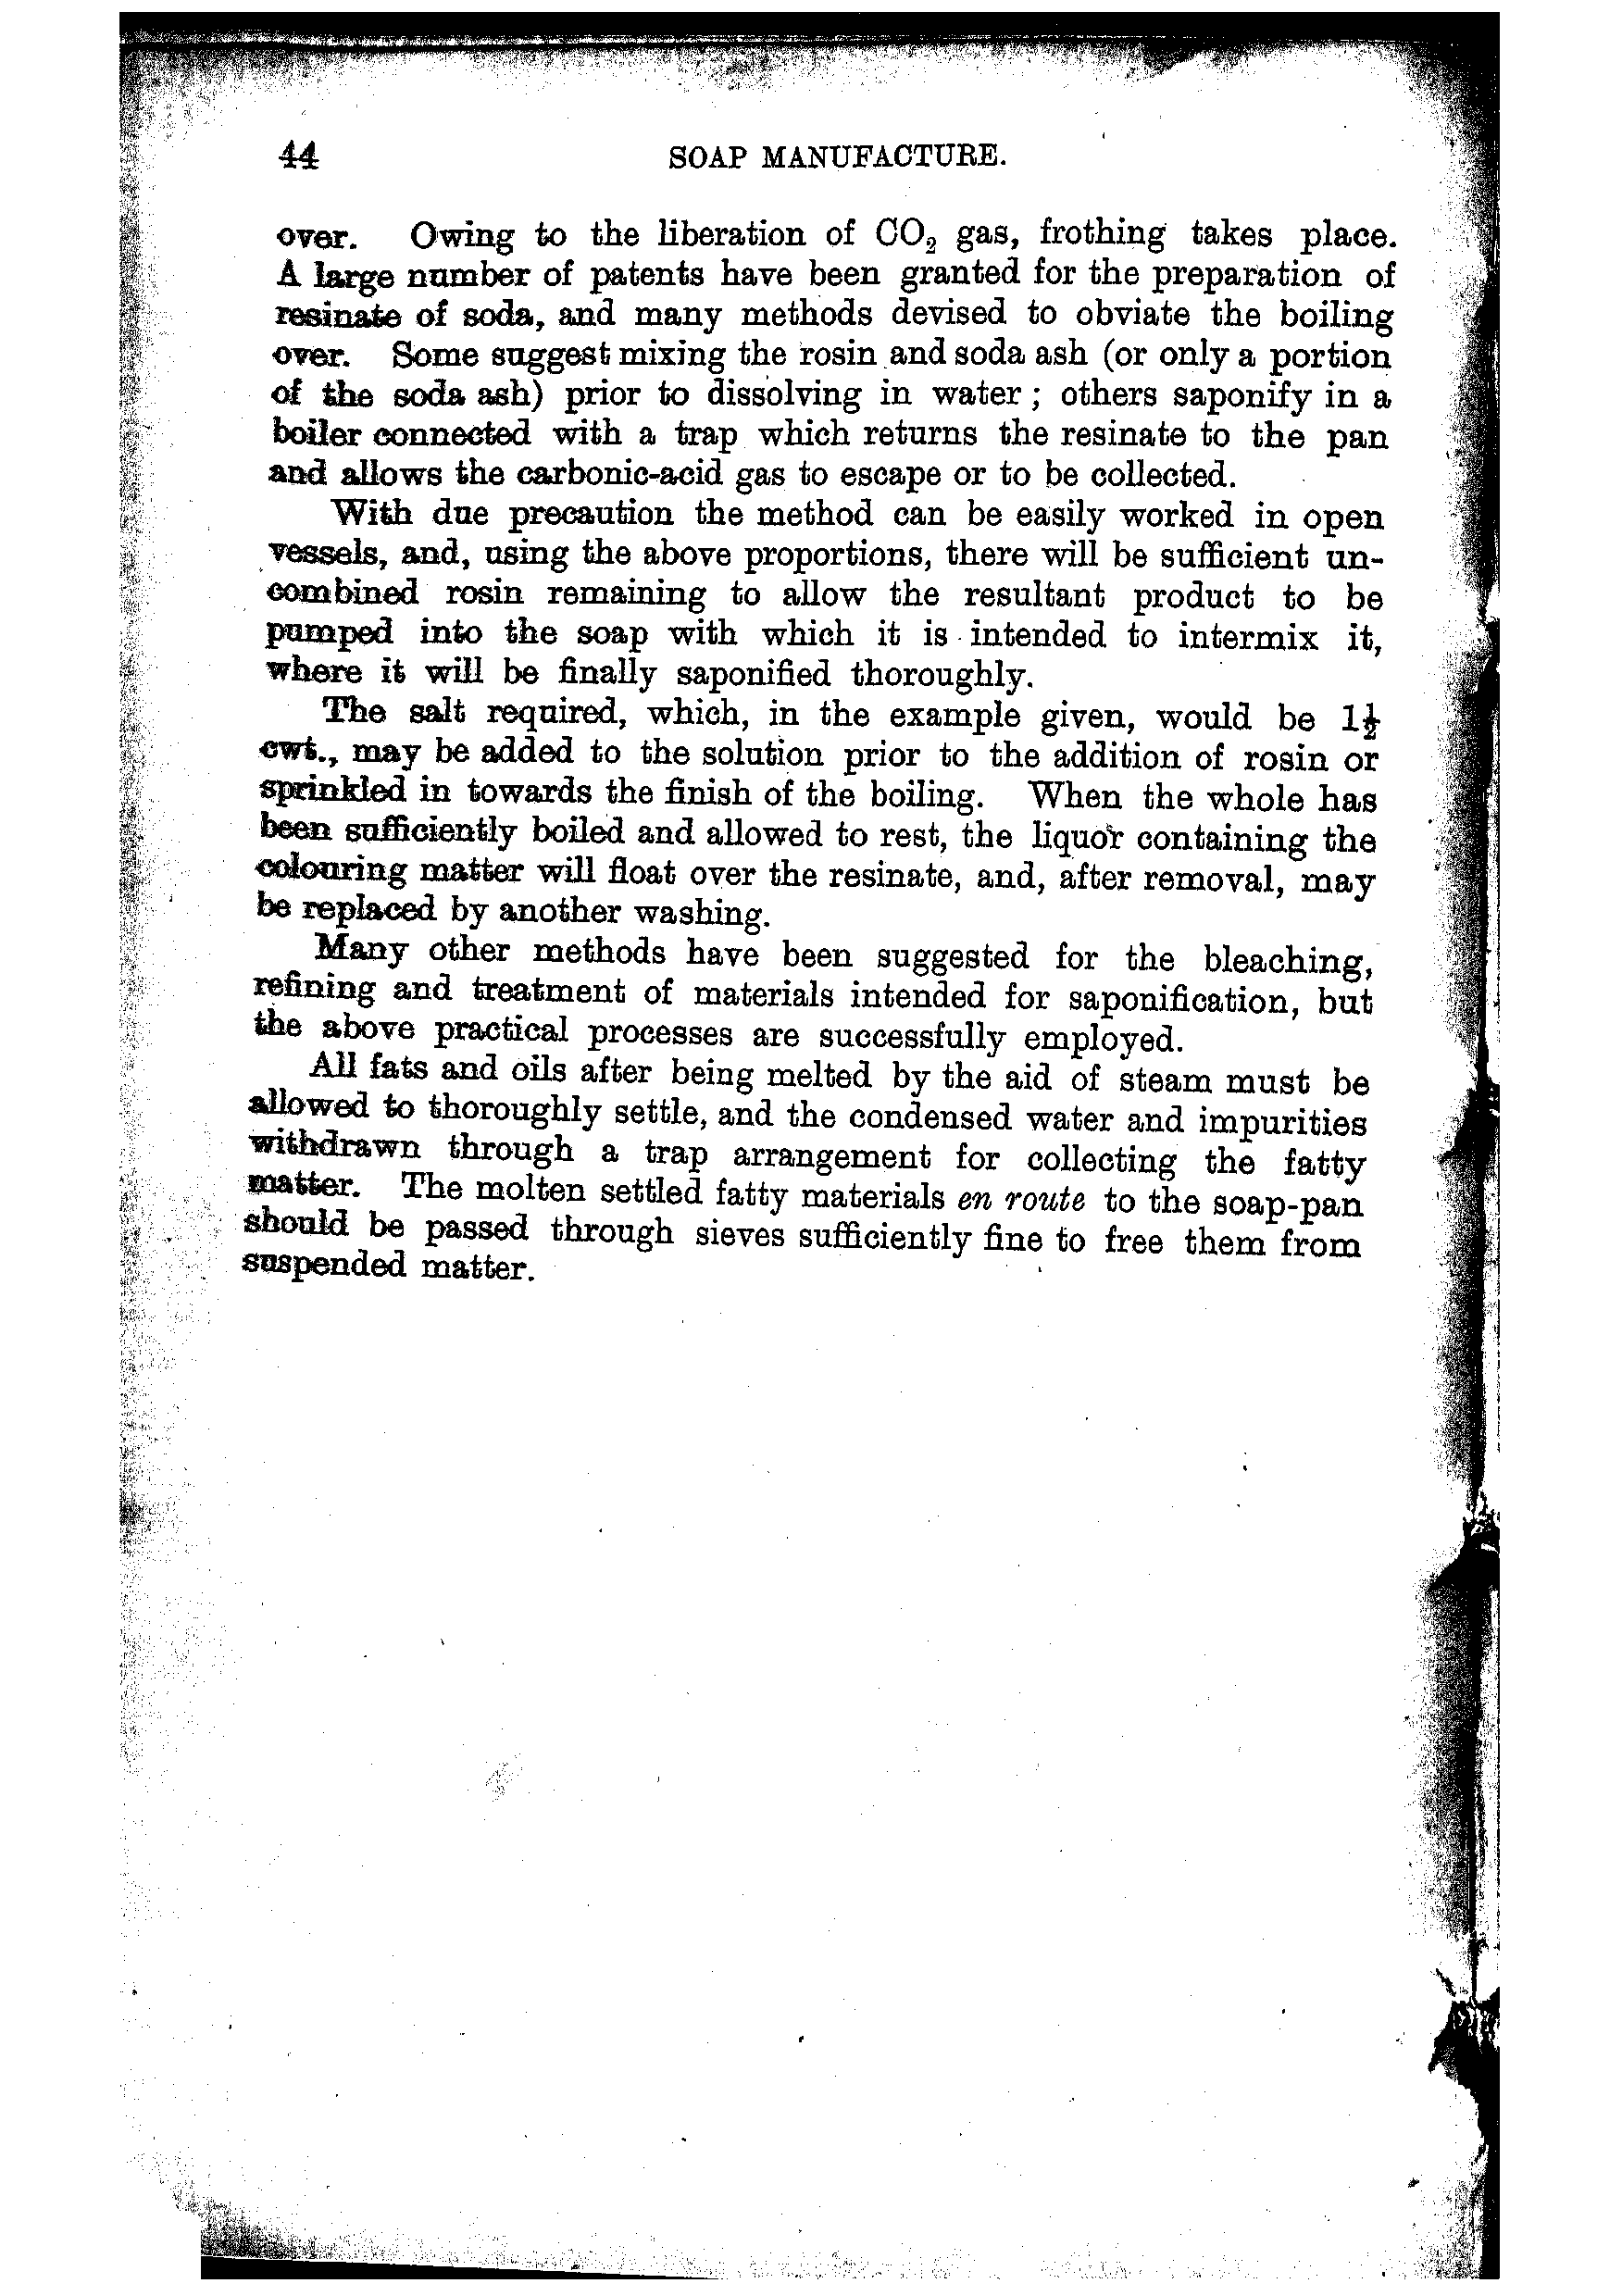 44 SOAP MANUFACTURE.
over. Owing to the liberation of CO₂ gas, frothing takes place.
A large number of patents have been granted for the preparation of
resinate of soda, and many methods devised to obviate the boiling
over. Some suggest mixing the rosin and soda ash (or only a portion
of the soda ash) prior to dissolving in water; others saponify in a
boiler connected with a trap which returns the resinate to the pan
and allows the carbonic-acid gas to escape or to be collected.
With due precaution the method can be easily worked in open
vessels, and, using the above proportions, there will be sufficient un-
combined rosin remaining to allow the resultant product to be
pumped into the soap with which it is intended to intermix it,
where it will be finally saponified thoroughly.
The salt required, which, in the example given, would be 1½
cwt., may be added to the solution prior to the addition of rosin or
sprinkled in towards the finish of the boiling. When the whole has
been sufficiently boiled and allowed to rest, the liquor containing the
colouring matter will float over the resinate, and, after removal, may
be replaced by another washing.
Many other methods have been suggested for the bleaching,
refining and treatment of materials intended for saponification, but
the above practical processes are successfully employed.
All fats and oils after being melted by the aid of steam must be
allowed to thoroughly settle, and the condensed water and impurities
withdrawn through a trap arrangement for collecting the fatty
matter. The molten settled fatty materials en route to the soap-pan
should be passed through sieves sufficiently fine to free them from
suspended matter.